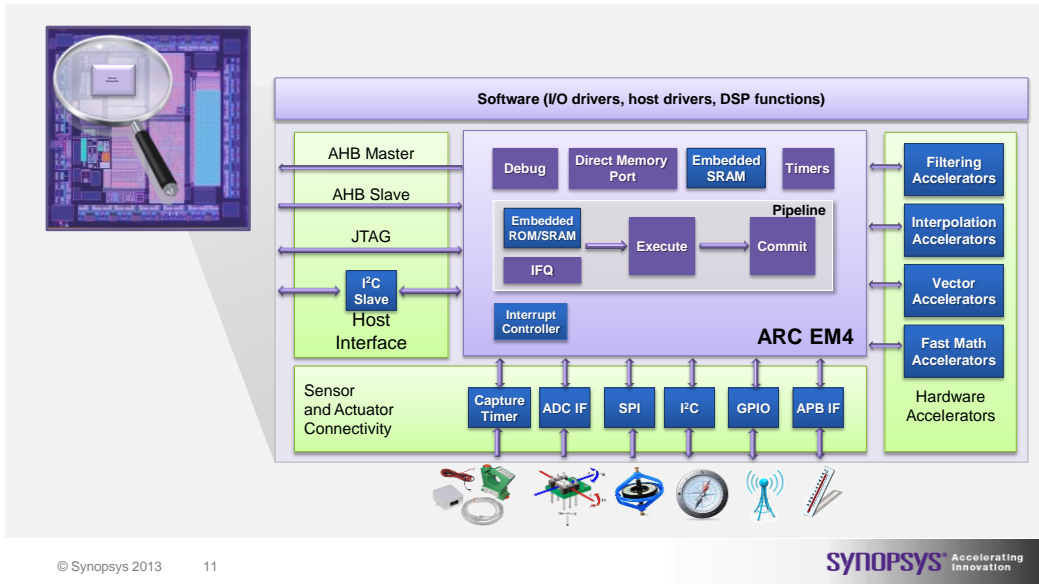 Software (I/O drivers, host drivers, DSP functions)
AHB Master
AHB Slave
JTAG
I²C
Slave
Host
Interface
Debug
Direct Memory
Port
Embedded
SRAM
Timers
Pipeline
Embedded
ROM/SRAM
IFQ
Execute
Commit
Interrupt
Controller
ARC EM4
Filtering
Accelerators
Interpolation
Accelerators
Vector
Accelerators
Fast Math
Accelerators
Hardware
Accelerators
Sensor
and Actuator
Connectivity
Capture
Timer
ADC IF
SPI
I²C
GPIO
APB IF
© Synopsys 2013 11
SYNOPSYS® Accelerating
Innovation